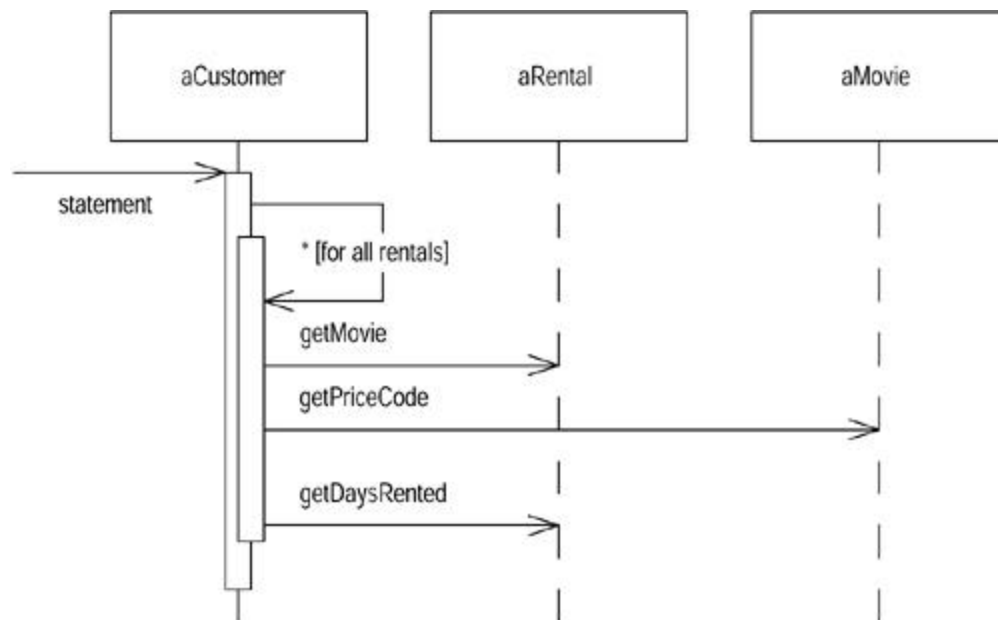 aCustomer
aRental
aMovie
statement
* [for all rentals]
getMovie
getPriceCode
getDaysRented